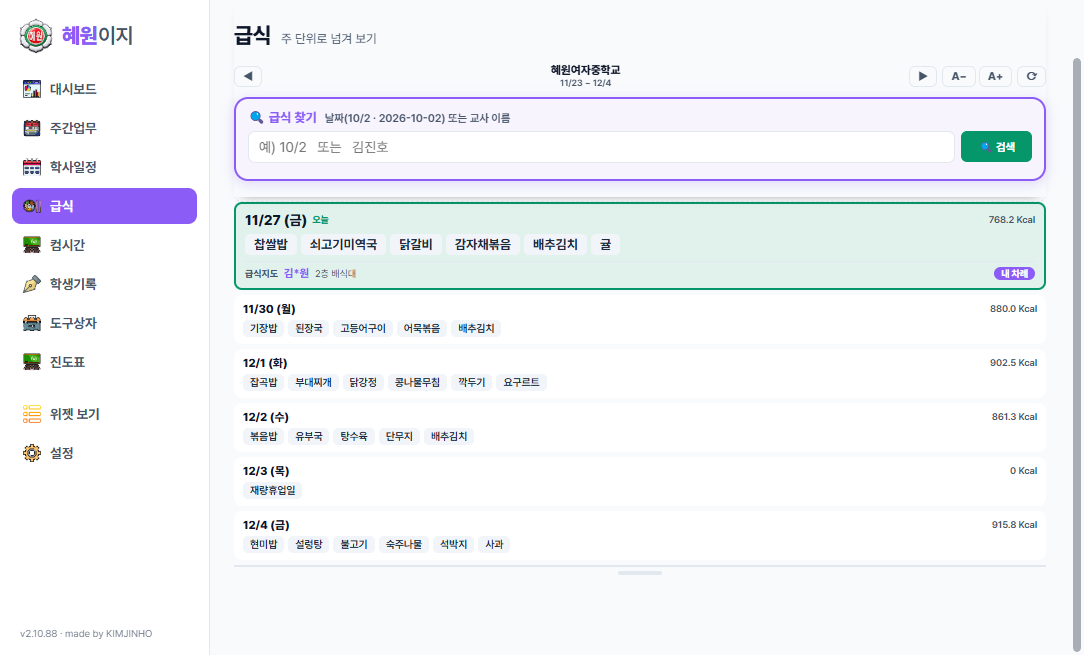 혜원이지
대시보드
주간업무
학사일정
급식
컴시간
학생기록
도구상자
진도표
위젯 보기
설정
v2.10.88 · made by KIMJINHO
급식 주 단위로 넘겨 보기
◀ 혜원여자중학교 ▶ A− A+ ⟳
11/23 ~ 12/4
급식 찾기 날짜(10/2 · 2026-10-02) 또는 교사 이름
예) 10/2 또는 김진호 검색
11/27 (금) 오늘 768.2 Kcal
찹쌀밥 쇠고기미역국 닭갈비 감자채볶음 배추김치 귤
급식지도 김*원 2층 배식대 내 차례
11/30 (월) 880.0 Kcal
기장밥 된장국 고등어구이 어묵볶음 배추김치
12/1 (화) 902.5 Kcal
잡곡밥 부대찌개 닭강정 콩나물무침 깍두기 요구르트
12/2 (수) 861.3 Kcal
볶음밥 유부국 탕수육 단무지 배추김치
12/3 (목) 0 Kcal
재량휴업일
12/4 (금) 915.8 Kcal
현미밥 설렁탕 불고기 숙주나물 석박지 사과